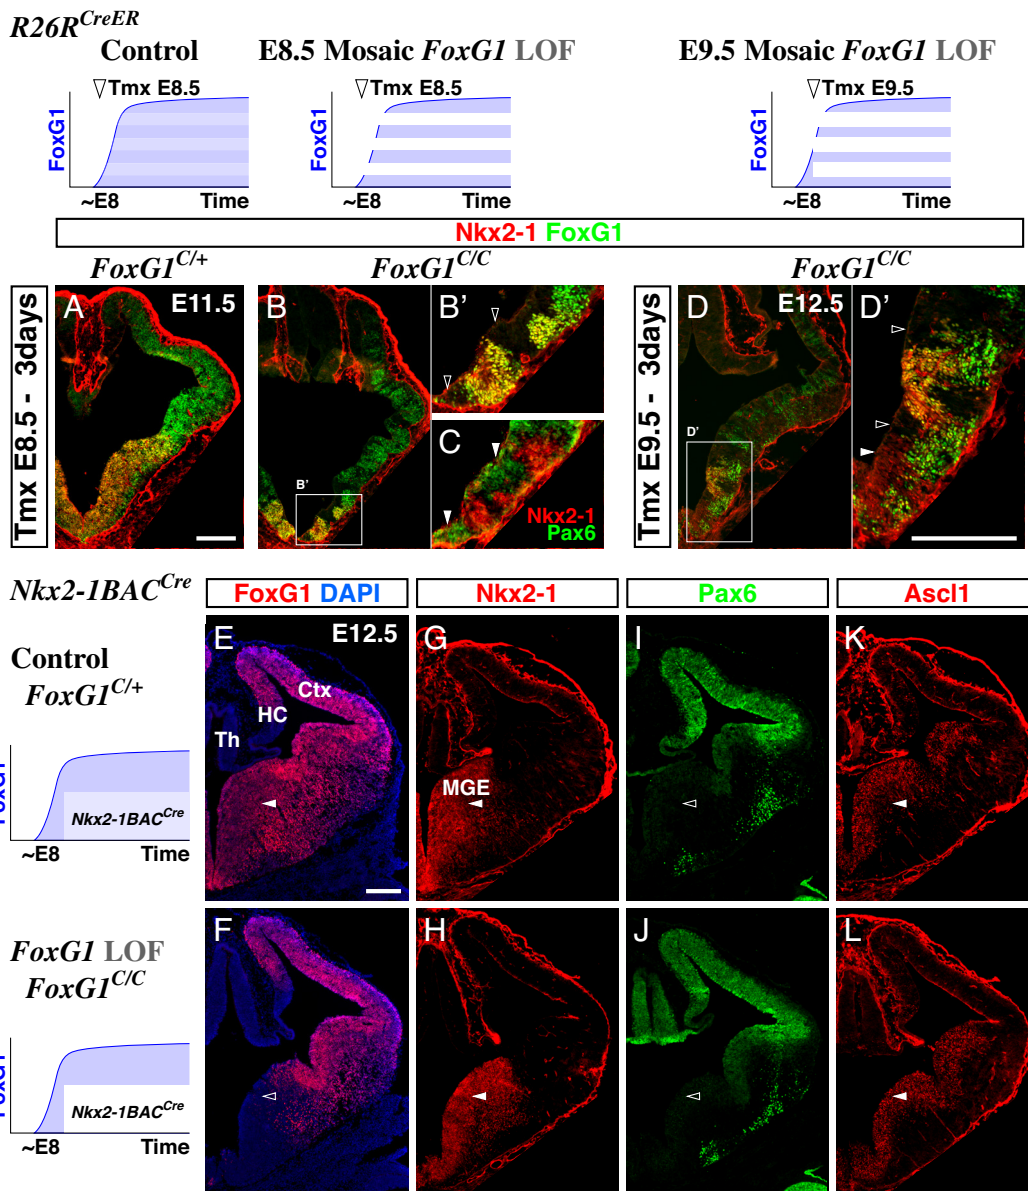 R26R^CreER
Control
E8.5 Mosaic FoxG1 LOF
E9.5 Mosaic FoxG1 LOF
Tmx E8.5
Tmx E8.5
Tmx E9.5
FoxG1
FoxG1
FoxG1
~E8 Time
~E8 Time
~E8 Time
Nkx2-1 FoxG1
FoxG1^C/+
FoxG1^C/C
FoxG1^C/C
Tmx E8.5 - 3days
A E11.5
B
B'
B'
C
Nkx2-1
Pax6
Tmx E9.5 - 3days
D E12.5
D'
D'
Nkx2-1BAC^Cre
FoxG1 DAPI
Nkx2-1
Pax6
Ascl1
Control
FoxG1^C/+
FoxG1
Nkx2-1BAC^Cre
~E8 Time
E E12.5
Ctx
HC
Th
G
MGE
I
K
FoxG1 LOF
FoxG1^C/C
FoxG1
Nkx2-1BAC^Cre
~E8 Time
F
H
J
L